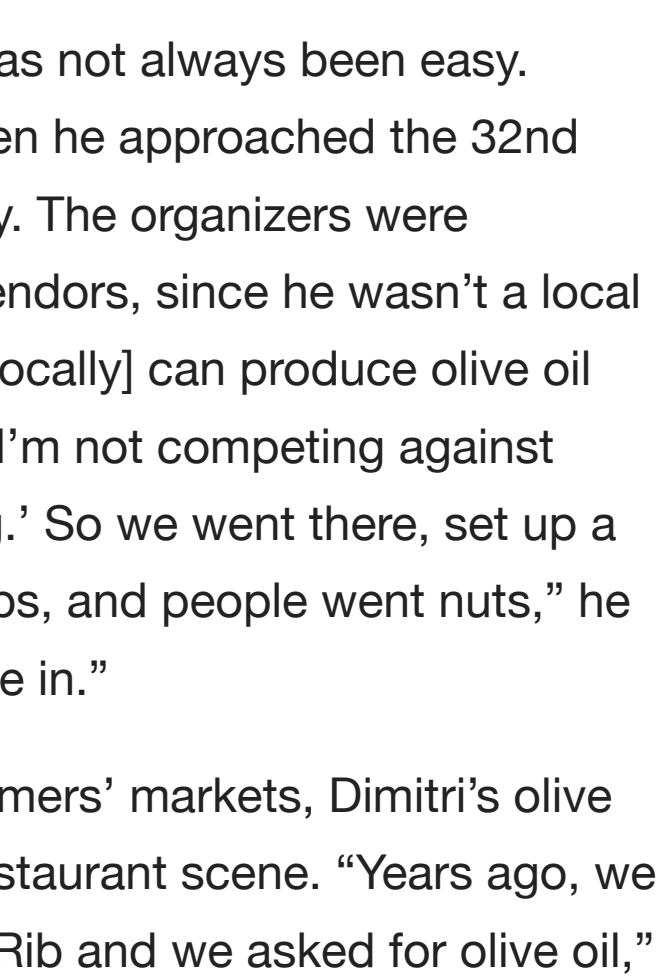 as not always been easy.
en he approached the 32nd
y. The organizers were
endors, since he wasn’t a local
ocally] can produce olive oil
I’m not competing against
g.’ So we went there, set up a
os, and people went nuts,” he
e in.”
mers’ markets, Dimitri’s olive
staurant scene. “Years ago, we
Rib and we asked for olive oil,”